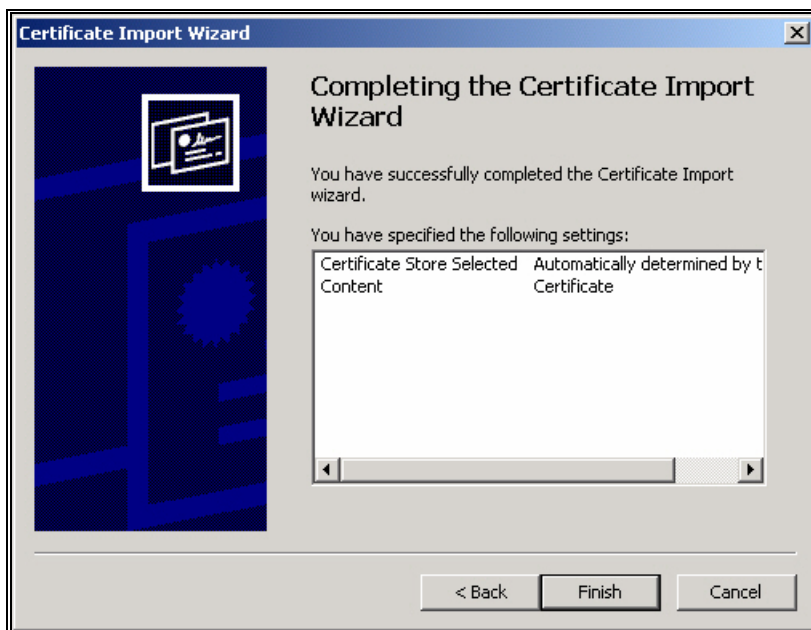 Certificate Import Wizard
Completing the Certificate Import
Wizard
You have successfully completed the Certificate Import
wizard.
You have specified the following settings:
Certificate Store Selected Automatically determined by t
Content Certificate
< Back Finish Cancel